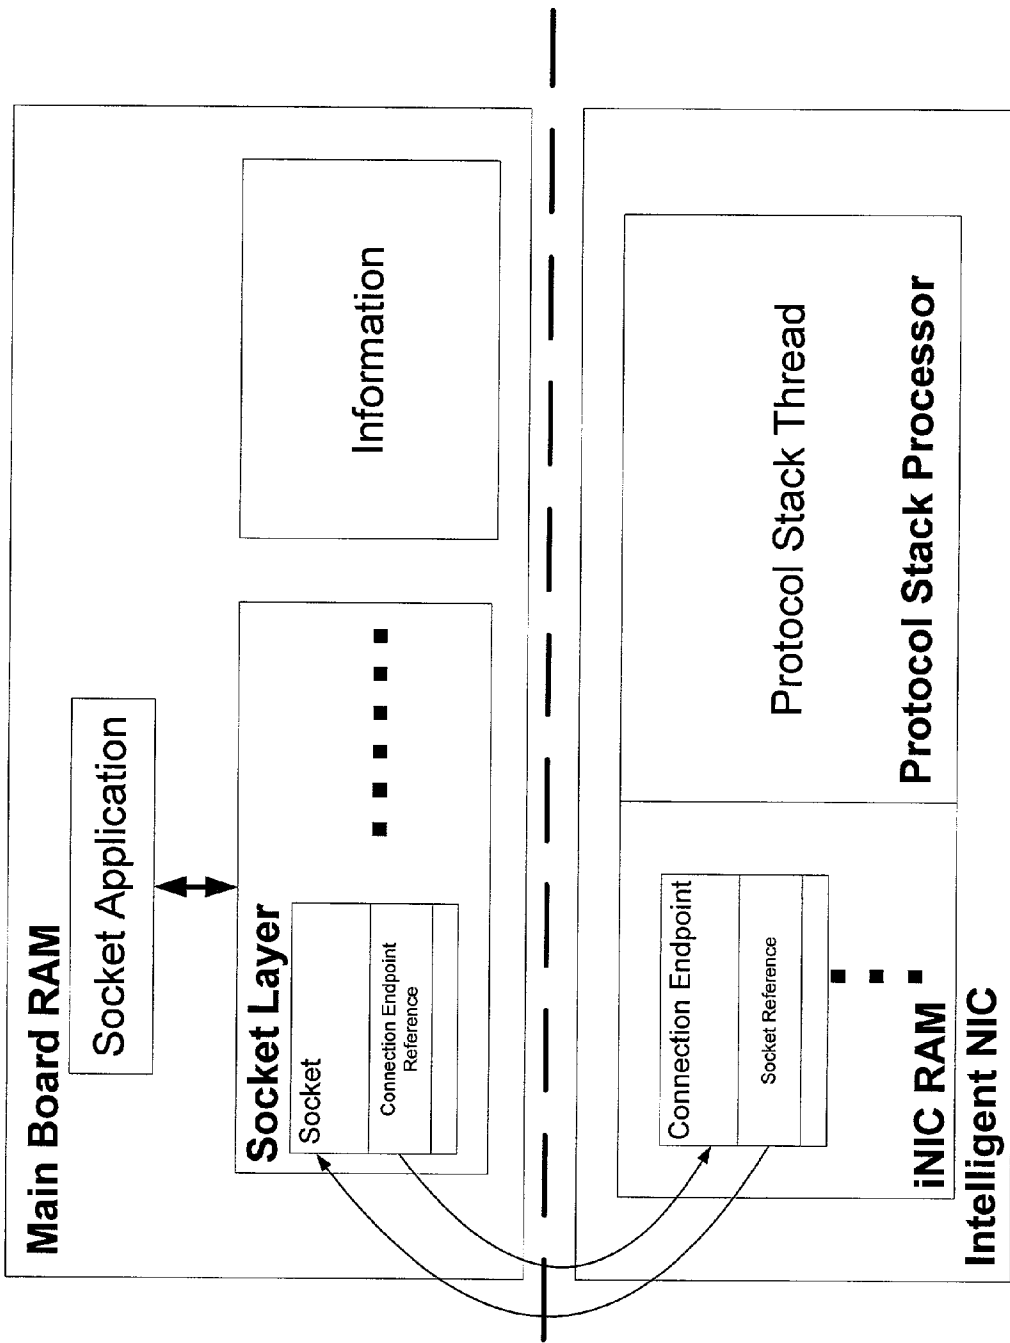 Main Board RAM
Socket Application
Socket Layer
Socket
Connection Endpoint
Reference
Information
Connection Endpoint
Socket Reference
iNIC RAM
Protocol Stack Thread
Protocol Stack Processor
Intelligent NIC